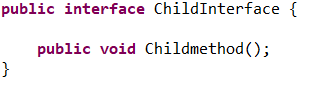 public interface ChildInterface {
public void Childmethod();
}